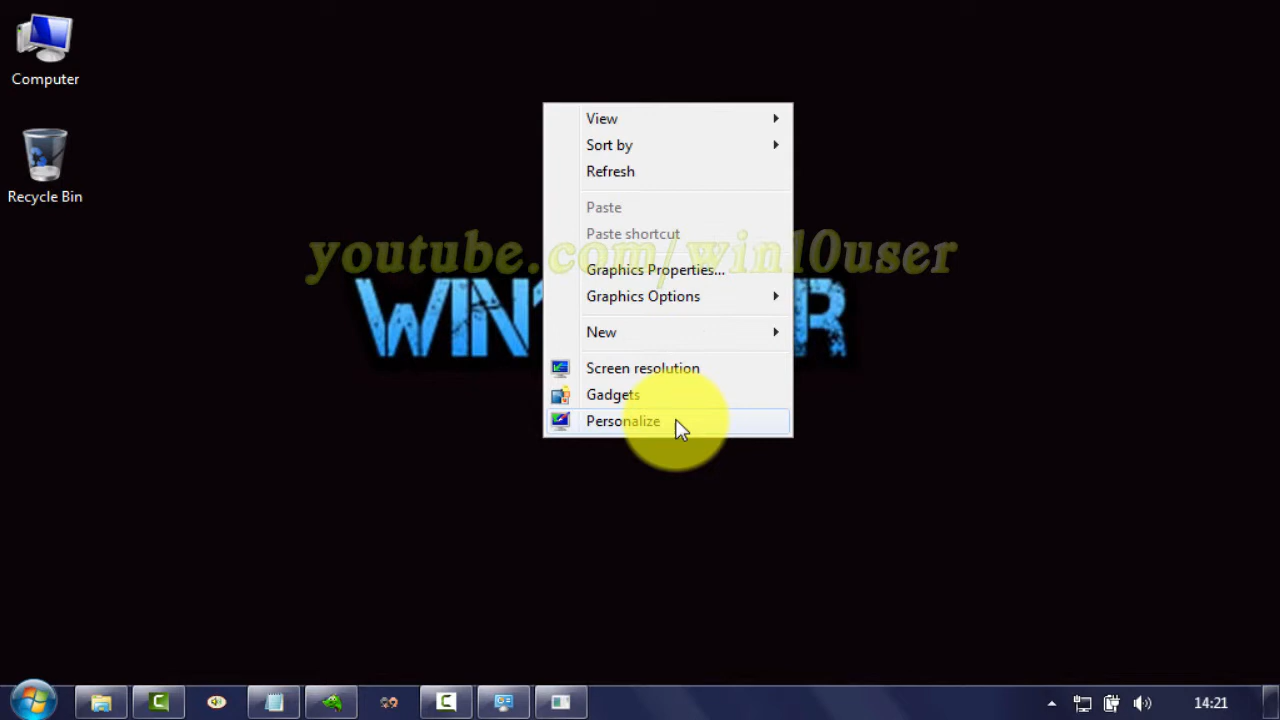 Computer
Recycle Bin
View
Sort by
Refresh
Paste
Paste shortcut
youtube.com/win10user
Graphics Properties...
Graphics Options
New
Screen resolution
Gadgets
Personalize
14:21